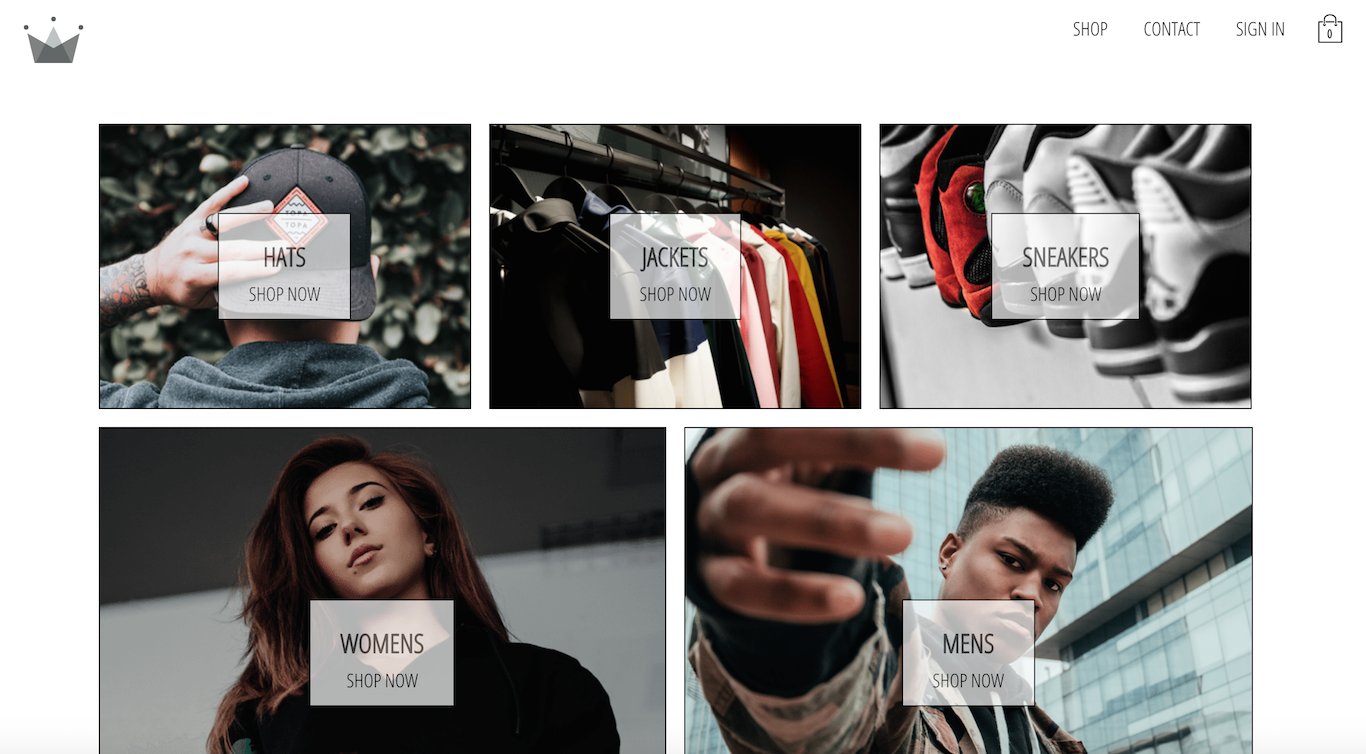 SHOP
CONTACT
SIGN IN
0
TOPA
TOPA
HATS
SHOP NOW
JACKETS
SHOP NOW
SNEAKERS
SHOP NOW
WOMENS
SHOP NOW
MENS
SHOP NOW